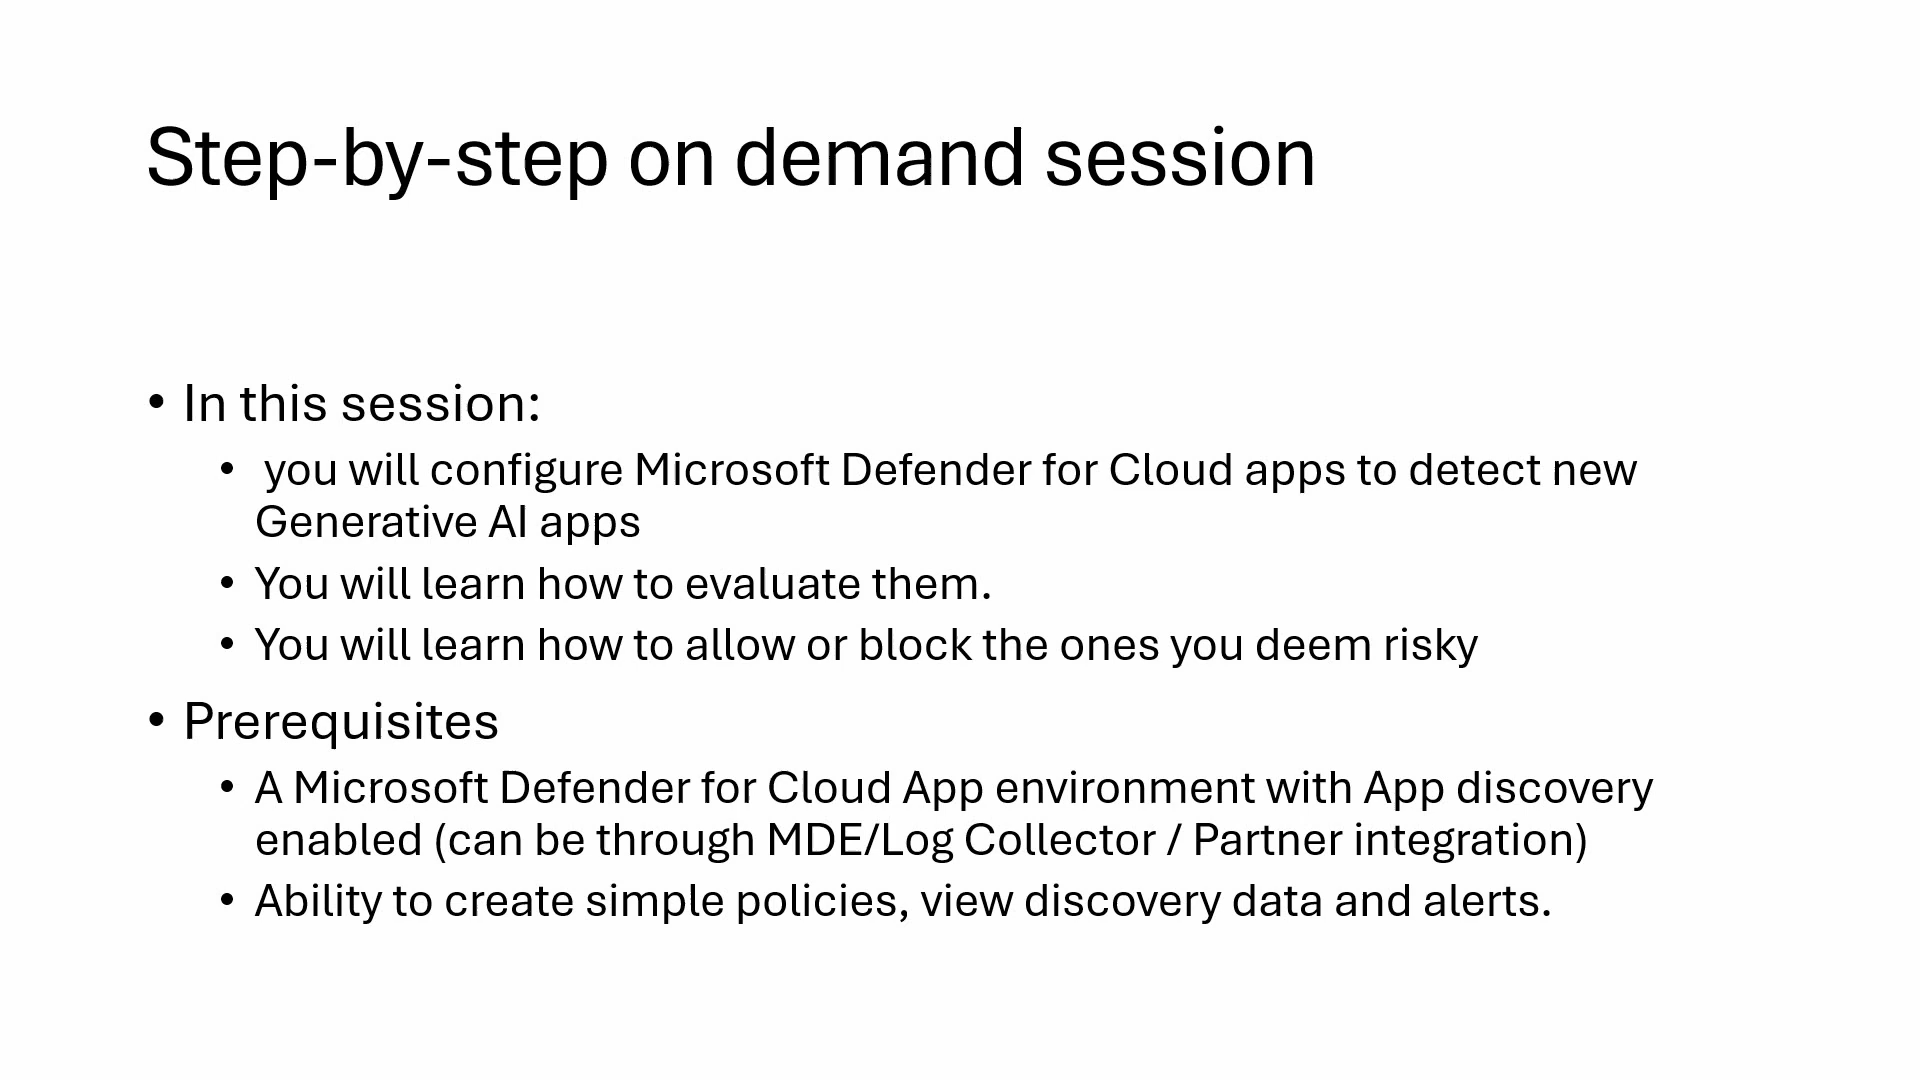 Step-by-step on demand session
• In this session:
• you will configure Microsoft Defender for Cloud apps to detect new
Generative AI apps
• You will learn how to evaluate them.
• You will learn how to allow or block the ones you deem risky
• Prerequisites
• A Microsoft Defender for Cloud App environment with App discovery
enabled (can be through MDE/Log Collector / Partner integration)
• Ability to create simple policies, view discovery data and alerts.